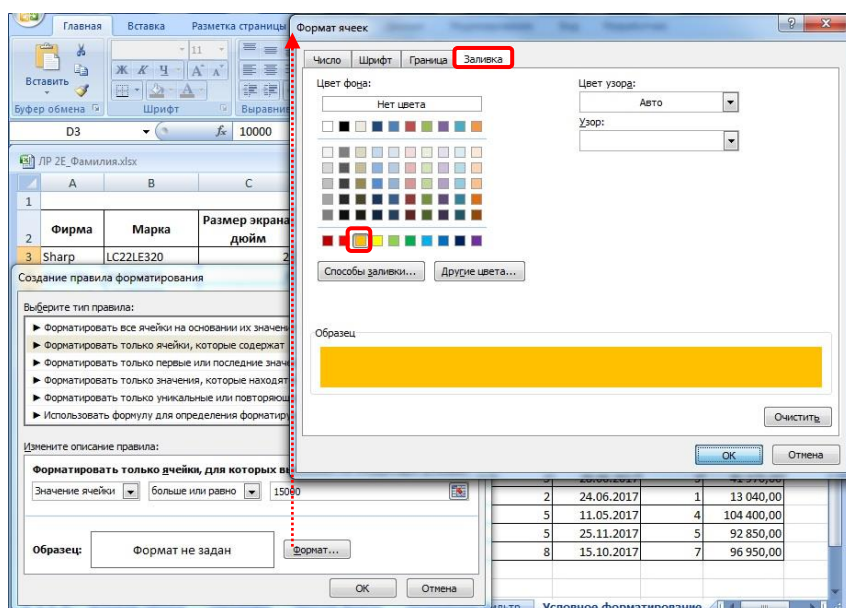 Главная Вставка Разметка страницы
Вставить
Буфер обмена
11
Ж К Ч
Шрифт
Выравни
D3
fx 10000
ЛР 2Е_Фамилия.xlsx
A B C
1
2 Фирма Марка Размер экрана
дюйм
3 Sharp LC22LE320 2
Формат ячеек
Число Шрифт Граница Заливка
Цвет фона:
Нет цвета
Способы заливки... Другие цвета...
Цвет узора:
Авто
Узор:
Образец
Очистить
ОК Отмена
Создание правила форматирования
Выберите тип правила:
► Форматировать все ячейки на основании их значени
► Форматировать только ячейки, которые содержат
► Форматировать только первые или последние знач
► Форматировать только значения, которые находят
► Форматировать только уникальные или повторяющ
► Использовать формулу для определения форматиру
Измените описание правила:
Форматировать только ячейки, для которых вы
Значение ячейки больше или равно 15000
Образец: Формат не задан Формат...
ОК Отмена
2 24.06.2017 1 13 040,00
5 11.05.2017 4 104 400,00
5 25.11.2017 5 92 850,00
8 15.10.2017 7 96 950,00
Условное форматирование